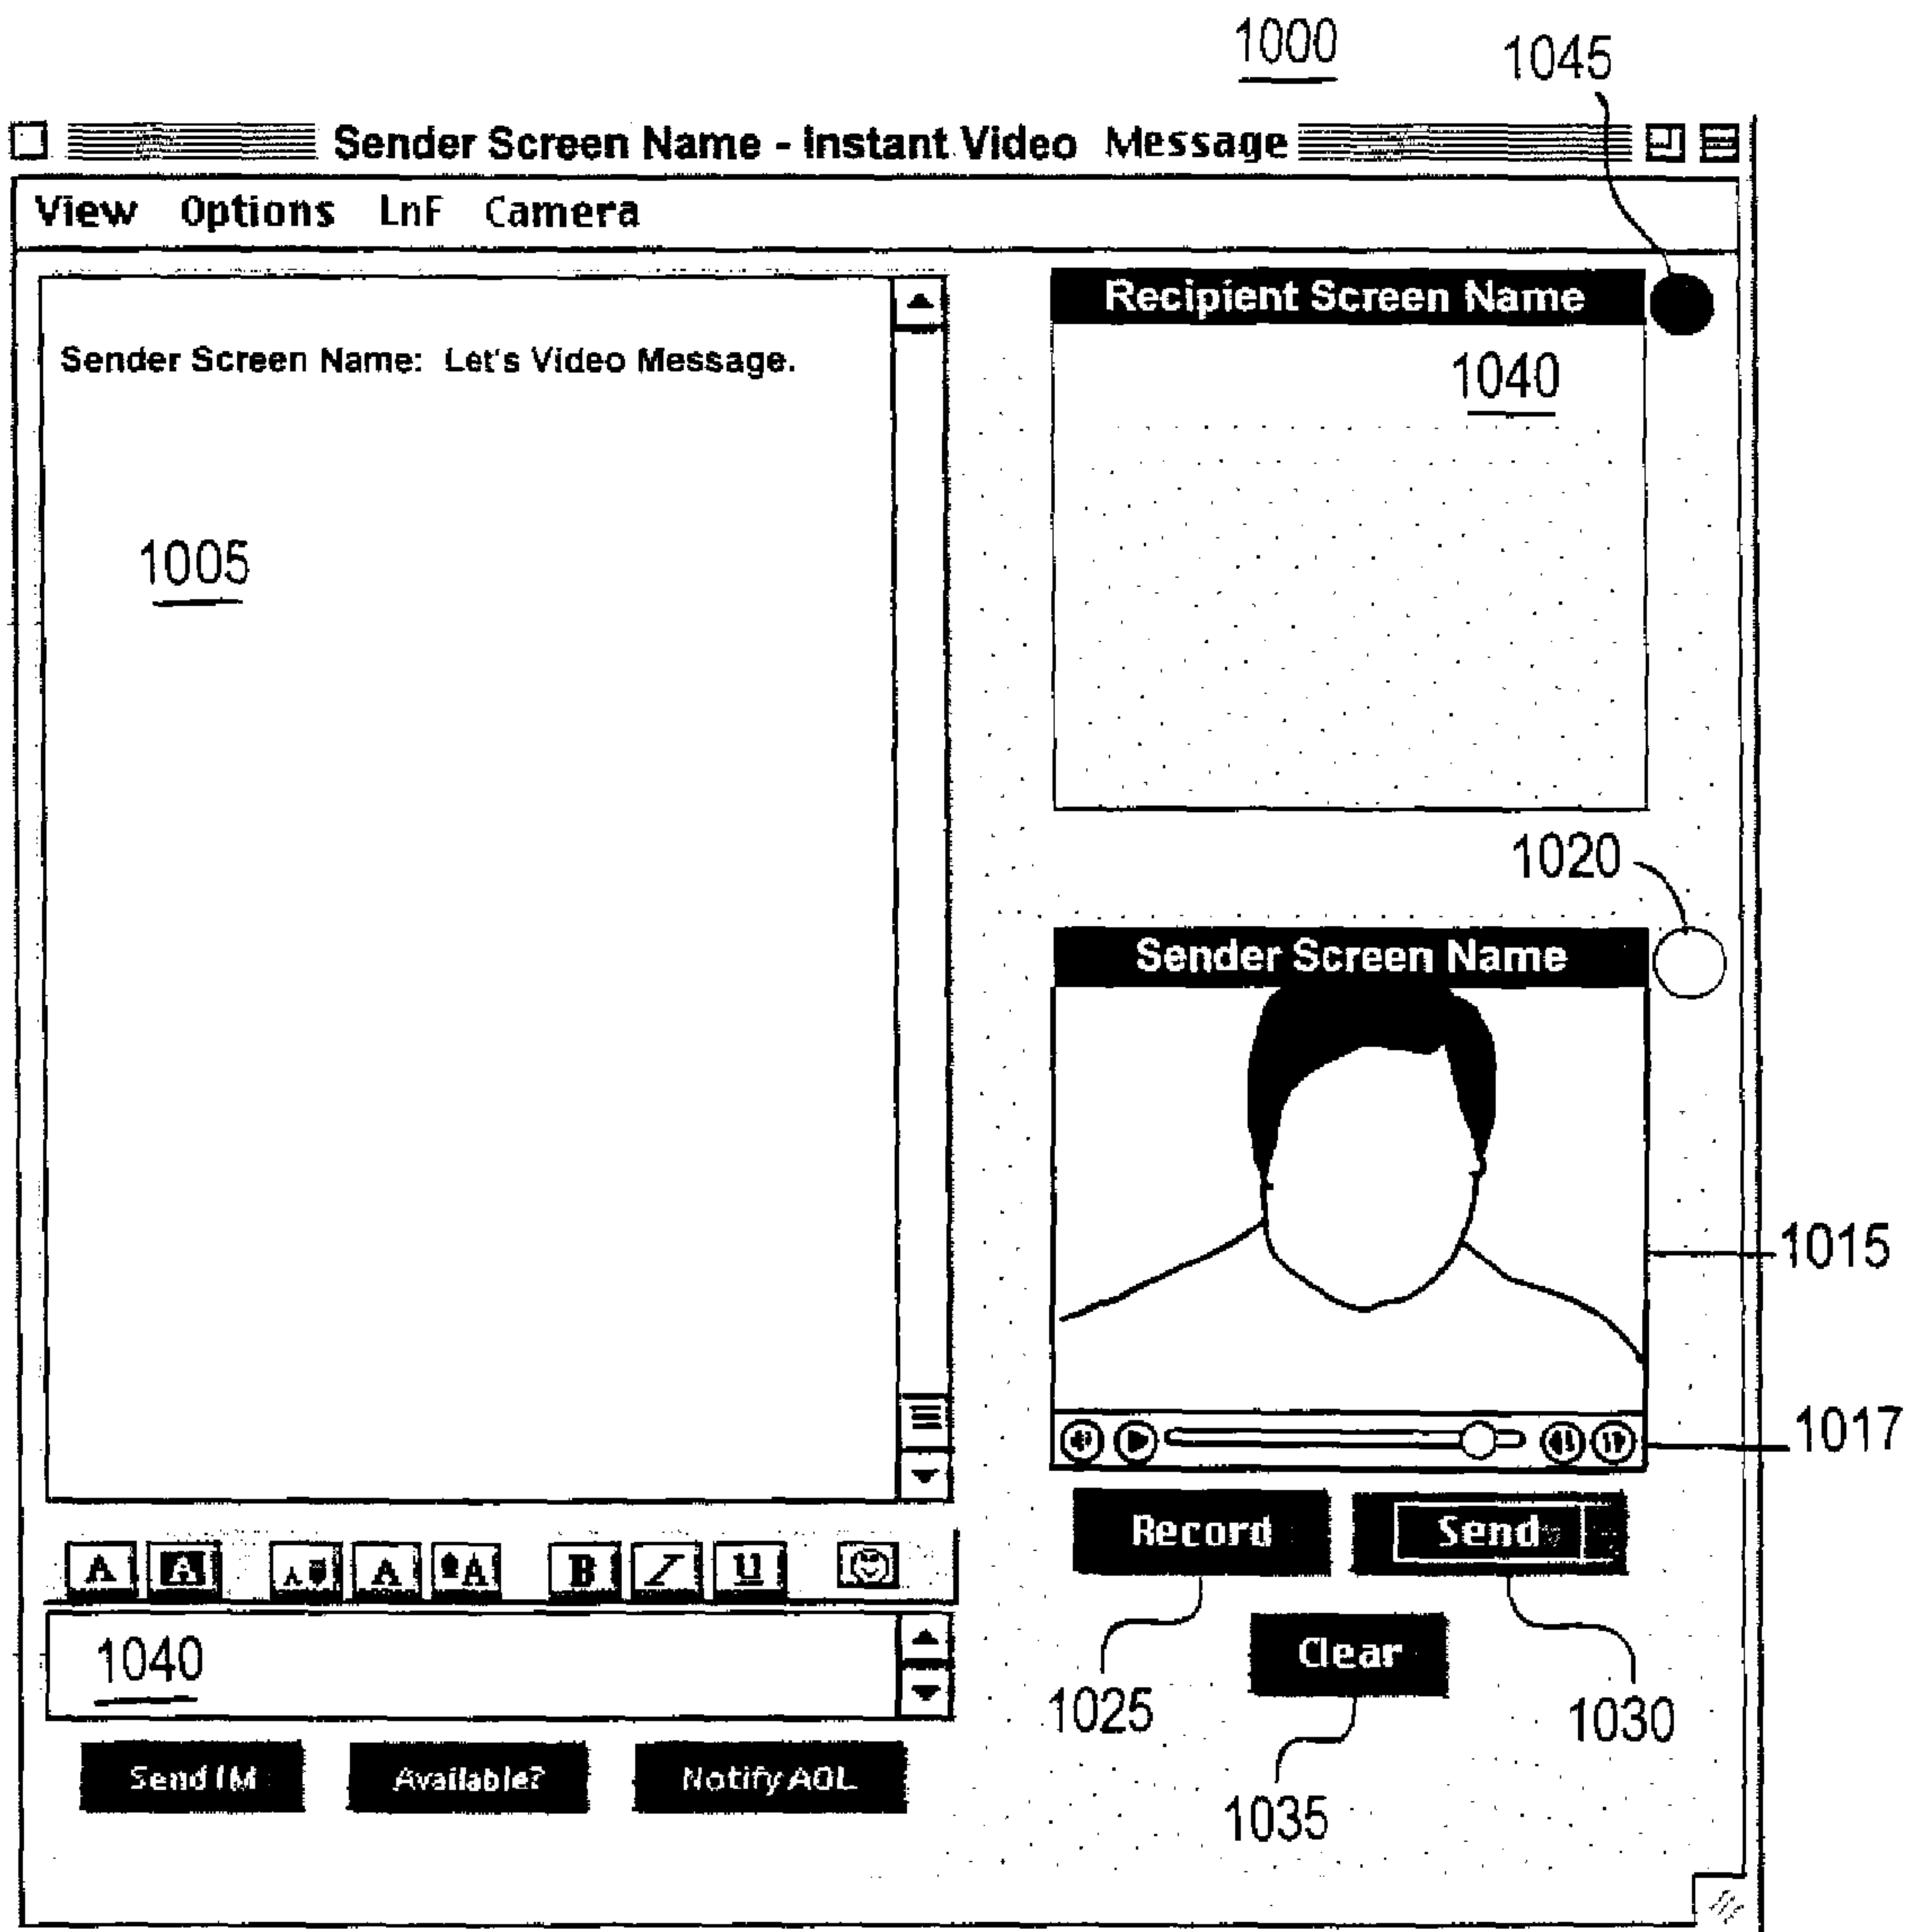 1000
1045
Sender Screen Name - Instant Video Message
View Options LnF Camera
Sender Screen Name: Let's Video Message.
1005
Recipient Screen Name
1040
1020
Sender Screen Name
1015
1017
Record
Send
Clear
1025
1030
1035
A A A A A B I U
1040
Send IM
Available?
Notify AOL